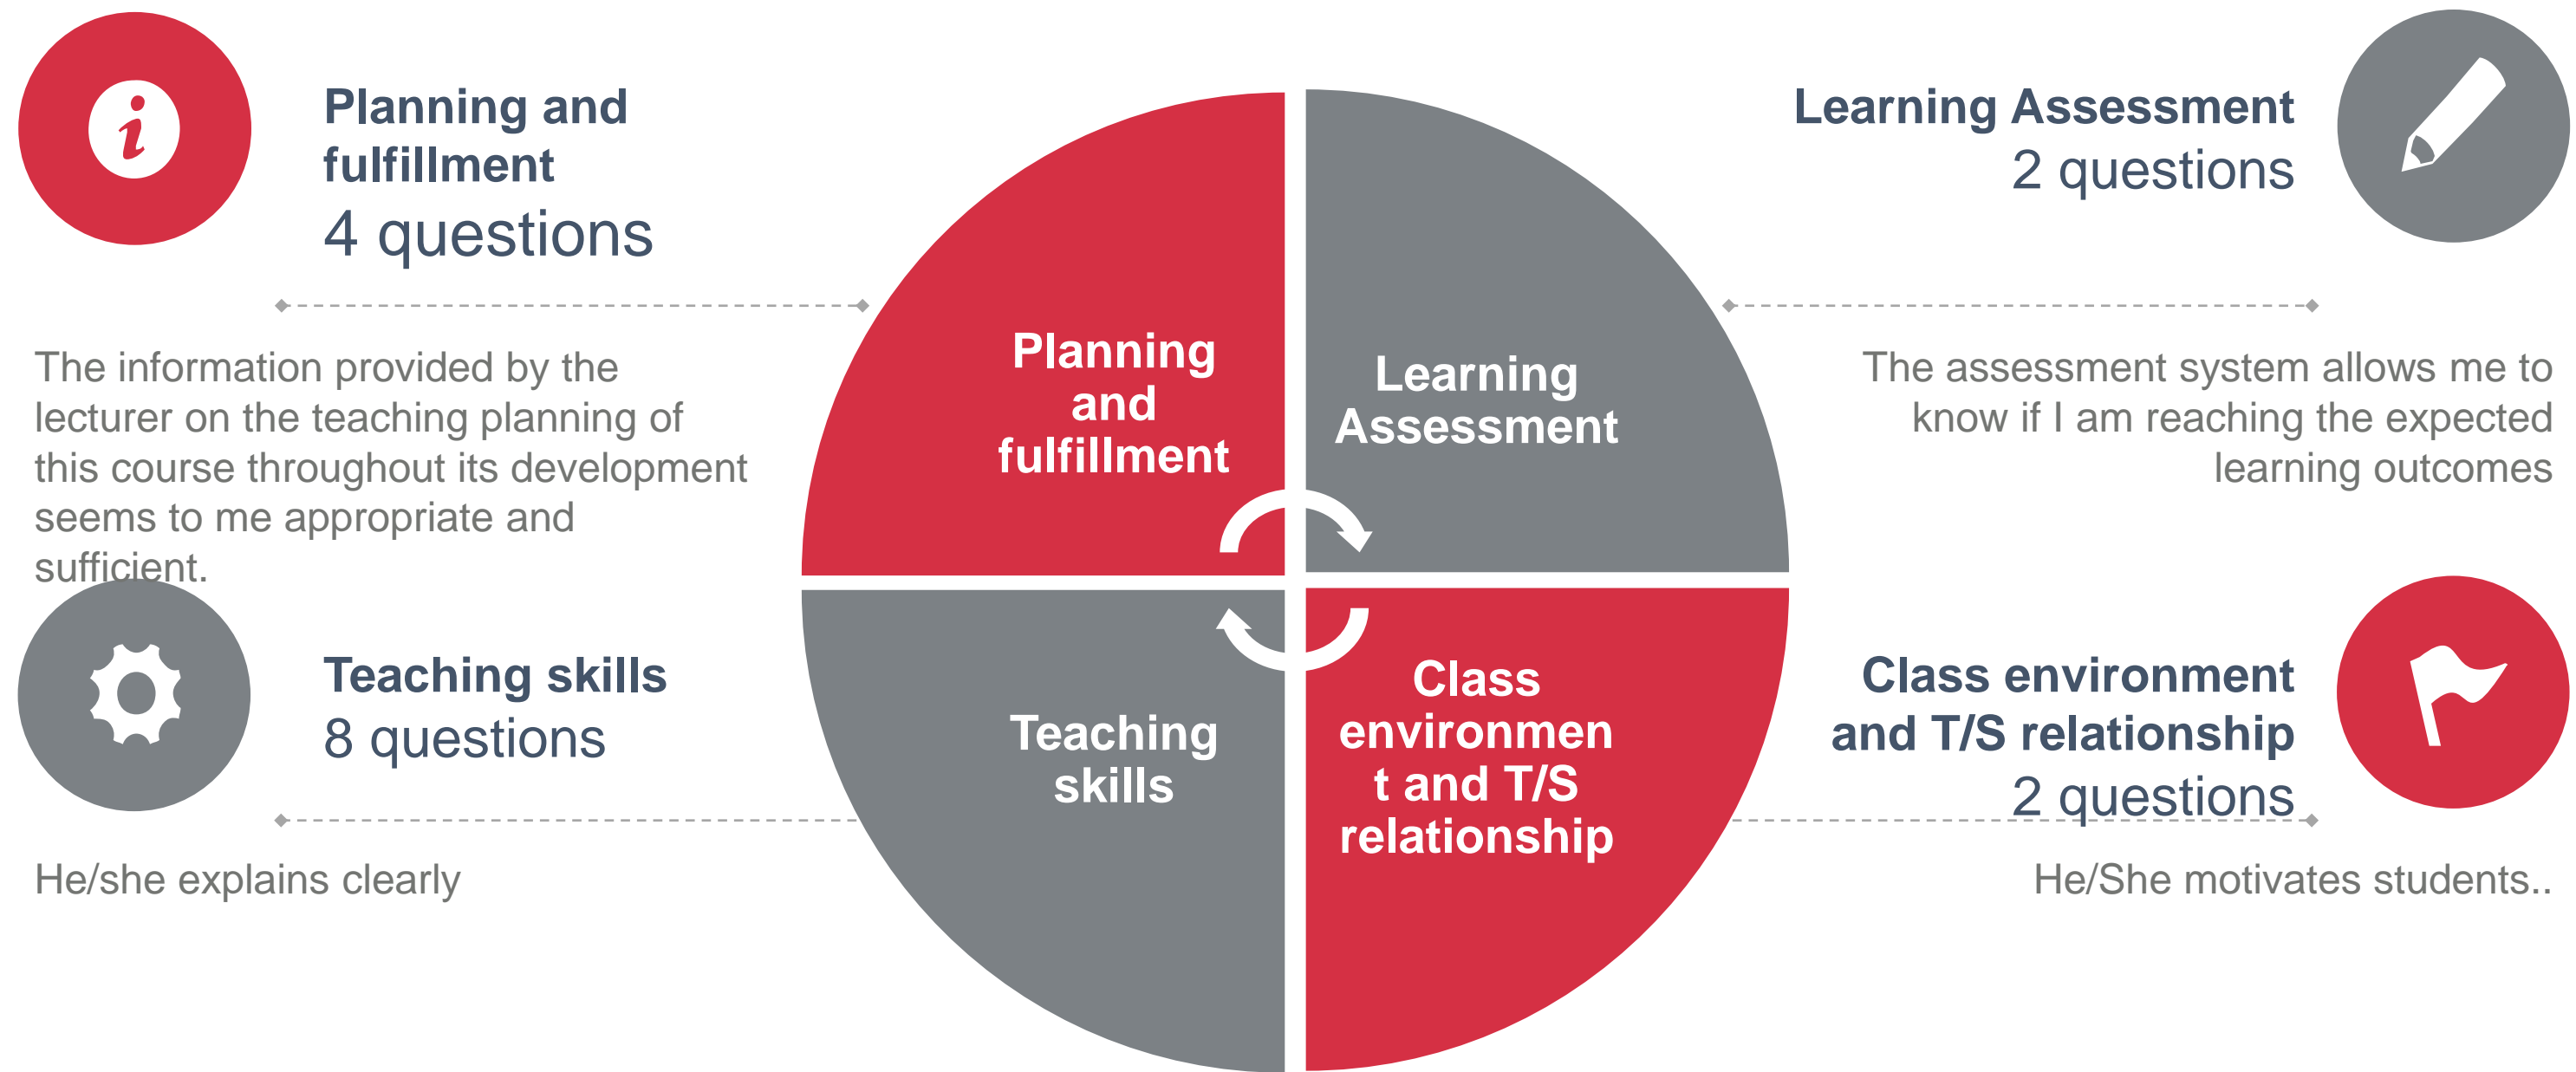 Planning and
fulfillment
4 questions
The information provided by the
lecturer on the teaching planning of
this course throughout its development
seems to me appropriate and
sufficient.
Learning Assessment
2 questions
The assessment system allows me to
know if I am reaching the expected
learning outcomes
Planning
and
fulfillment
Learning
Assessment
Teaching
skills
Class
environmen
t and T/S
relationship
Teaching skills
8 questions
He/she explains clearly
Class environment
and T/S relationship
2 questions
He/She motivates students..